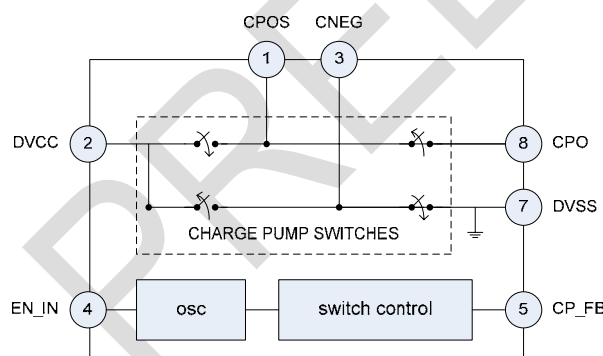 CPOS CNEG
1 3
DVCC 2 8 CPO
7 DVSS
CHARGE PUMP SWITCHES
EN_IN 4 osc switch control 5 CP_FB